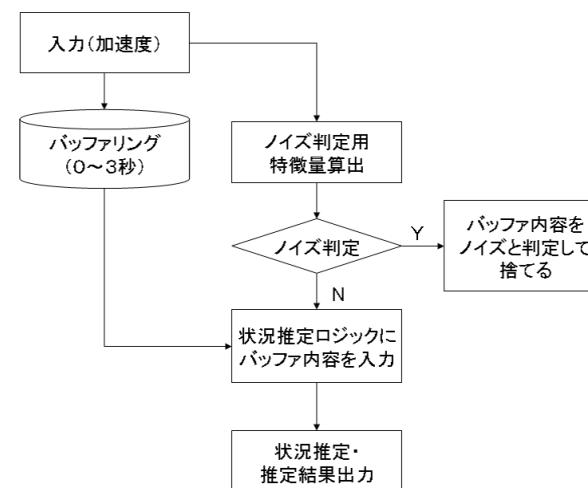 入力(加速度)
バッファリング
(0～3秒)
ノイズ判定用
特徴量算出
ノイズ判定
Y
バッファ内容を
ノイズと判定して
捨てる
N
状況推定ロジックに
バッファ内容を入力
状況推定・
推定結果出力